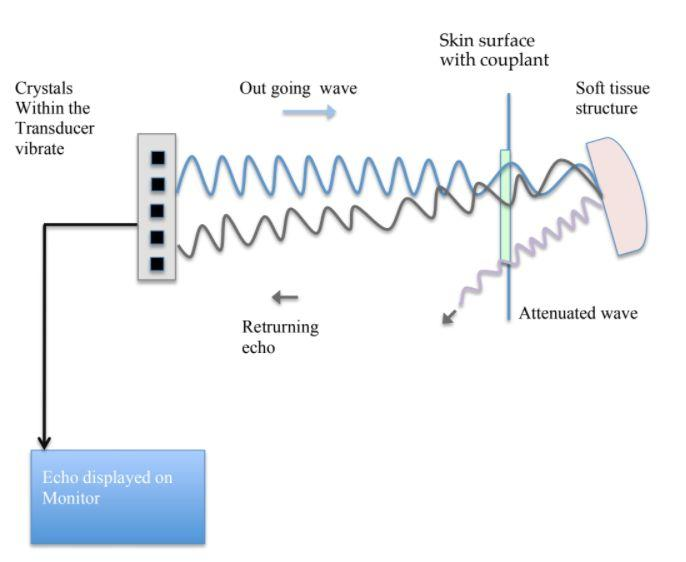 Skin surface
with couplant
Crystals
Within the
Transducer
vibrate
Out going wave
Soft tissue
structure
Retrurning
echo
Attenuated wave
Echo displayed on
Monitor